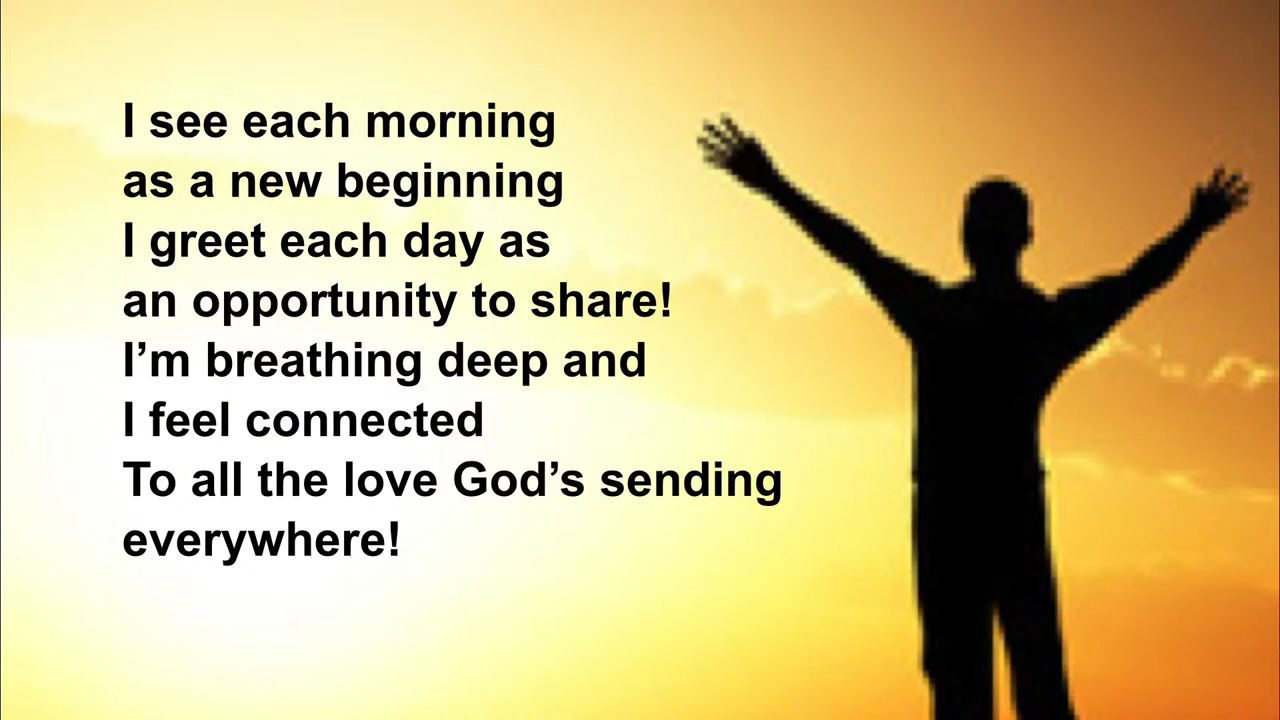 I see each morning
as a new beginning
I greet each day as
an opportunity to share!
I’m breathing deep and
I feel connected
To all the love God’s sending
everywhere!